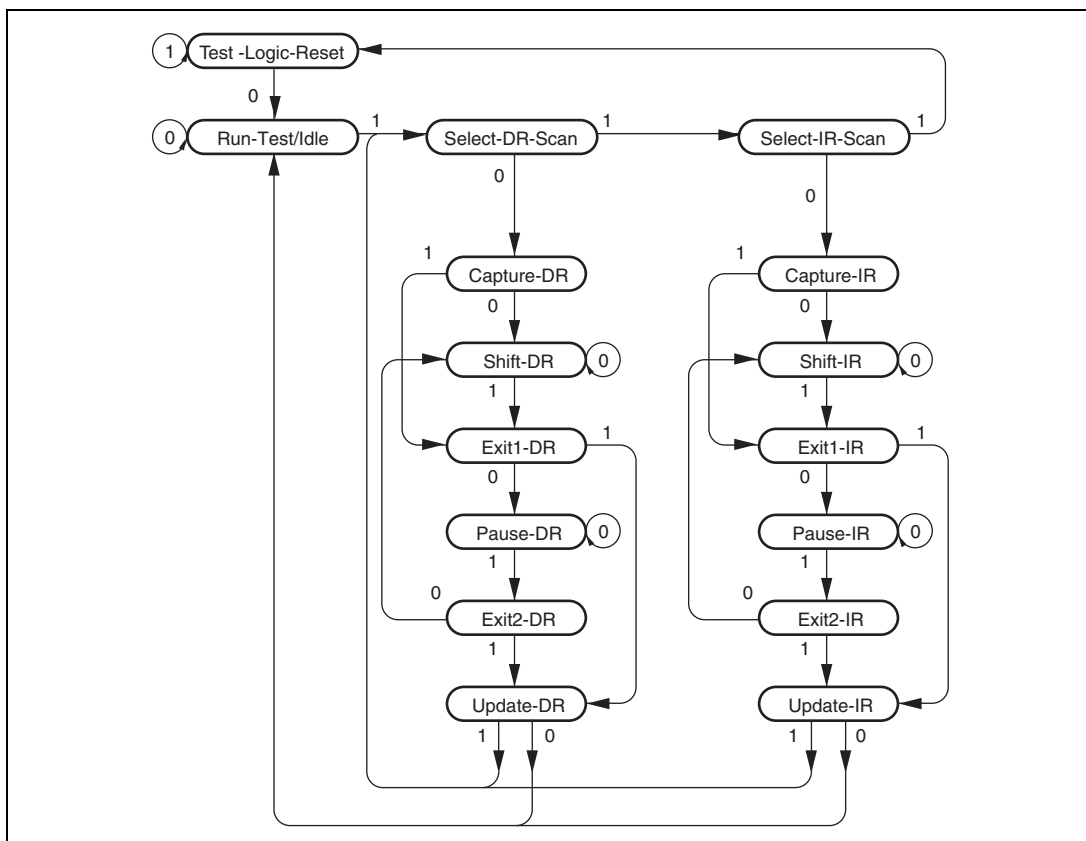 1 Test -Logic-Reset
0
0 Run-Test/Idle 1 Select-DR-Scan 1 Select-IR-Scan 1
0 0
1 Capture-DR 1 Capture-IR
0 0
Shift-DR 0 Shift-IR 0
1 1
Exit1-DR 1 Exit1-IR 1
0 0
Pause-DR 0 Pause-IR 0
1 1
0 Exit2-DR 0 Exit2-IR
1 1
Update-DR Update-IR
1 0 1 0